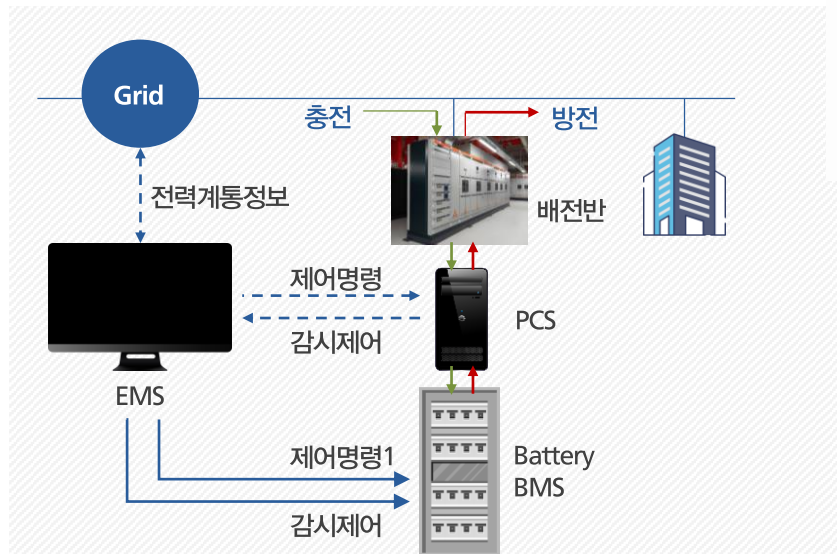 Grid
충전
방전
전력계통정보
배전반
제어명령
감시제어
PCS
EMS
제어명령1
감시제어
Battery
BMS